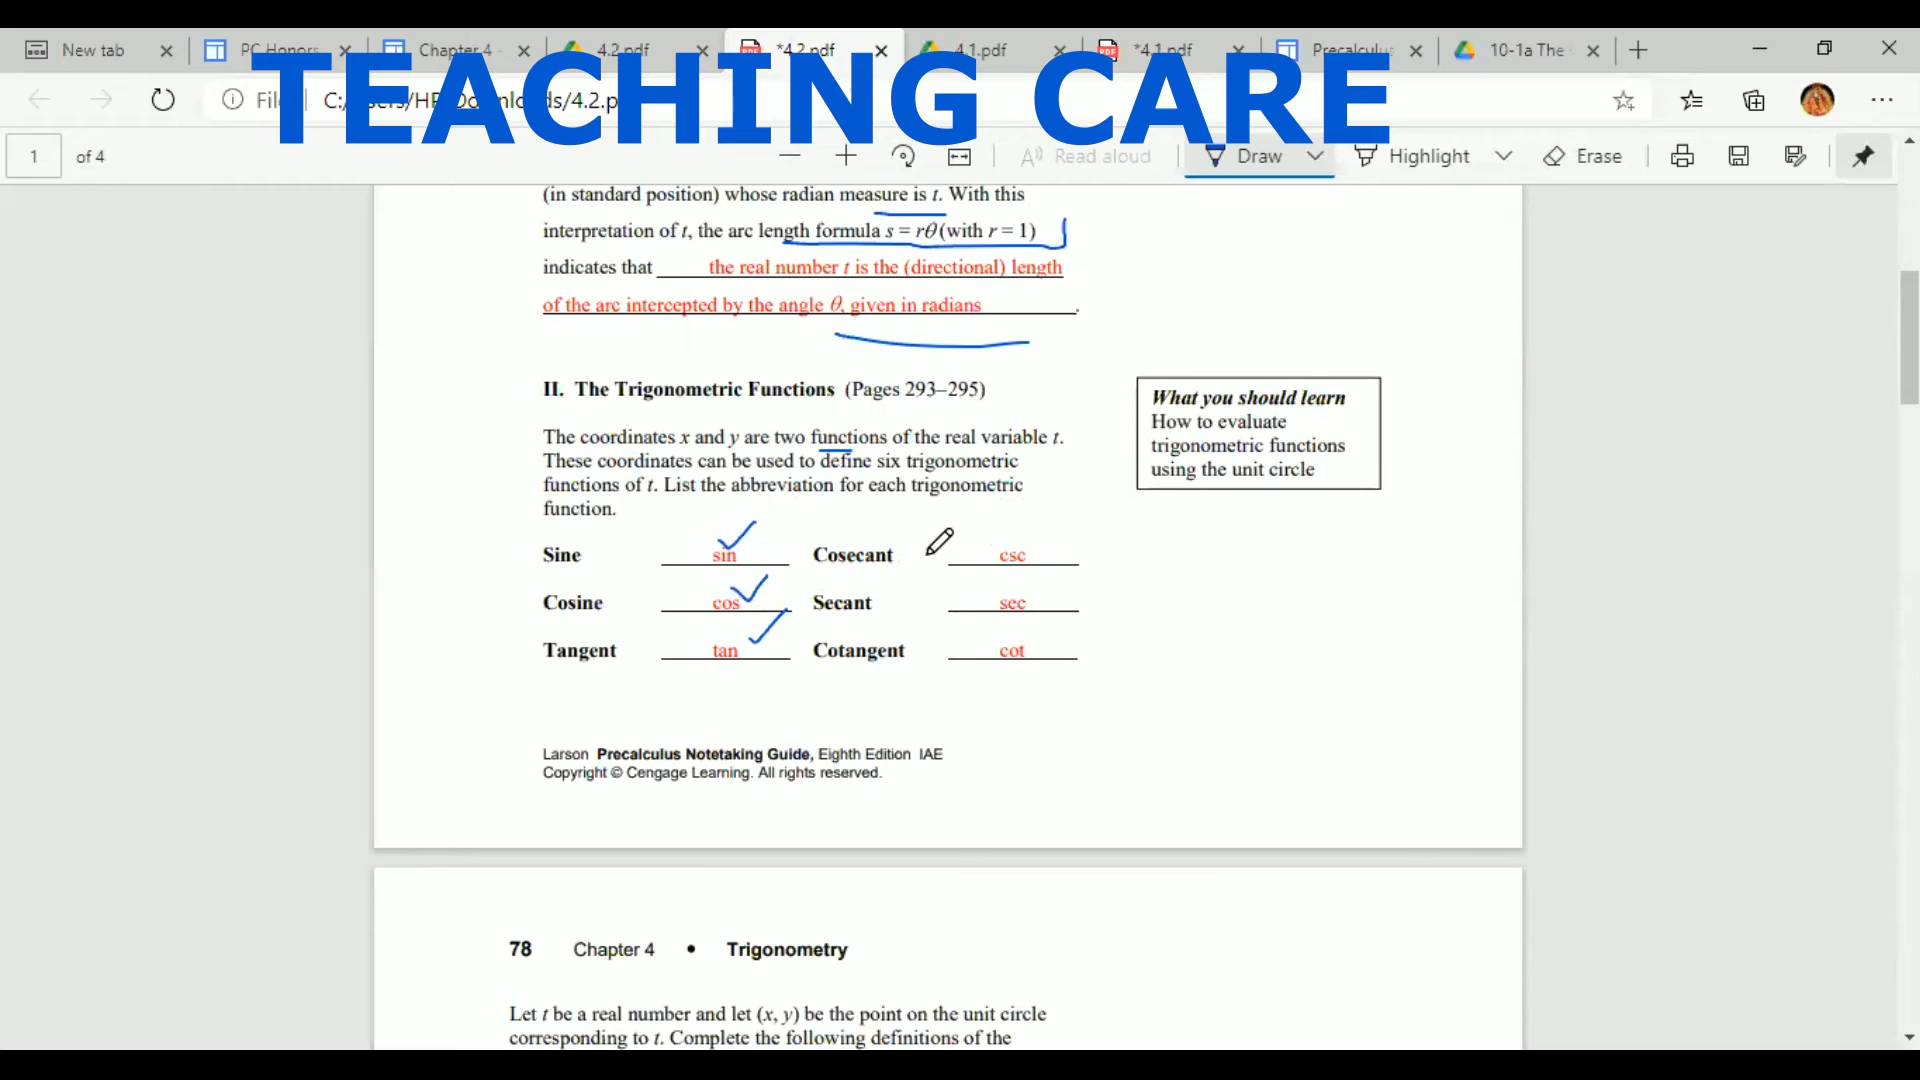 New tab
PC Honors
Chapter 4 -
4.2.pdf
*4.2.pdf
4.1.pdf
*4.1.pdf
Precalculus
10-1a The
TEACHING CARE
1 of 4
Read aloud
Draw
Highlight
Erase
(in standard position) whose radian measure is t. With this
interpretation of t, the arc length formula s = rθ (with r = 1)
indicates that the real number t is the (directional) length
of the arc intercepted by the angle θ, given in radians.
II. The Trigonometric Functions (Pages 293–295)
What you should learn
How to evaluate
trigonometric functions
using the unit circle
The coordinates x and y are two functions of the real variable t.
These coordinates can be used to define six trigonometric
functions of t. List the abbreviation for each trigonometric
function.
Sine sin Cosecant csc
Cosine cos Secant sec
Tangent tan Cotangent cot
Larson Precalculus Notetaking Guide, Eighth Edition IAE
Copyright © Cengage Learning. All rights reserved.
78 Chapter 4 • Trigonometry
Let t be a real number and let (x, y) be the point on the unit circle
corresponding to t. Complete the following definitions of the